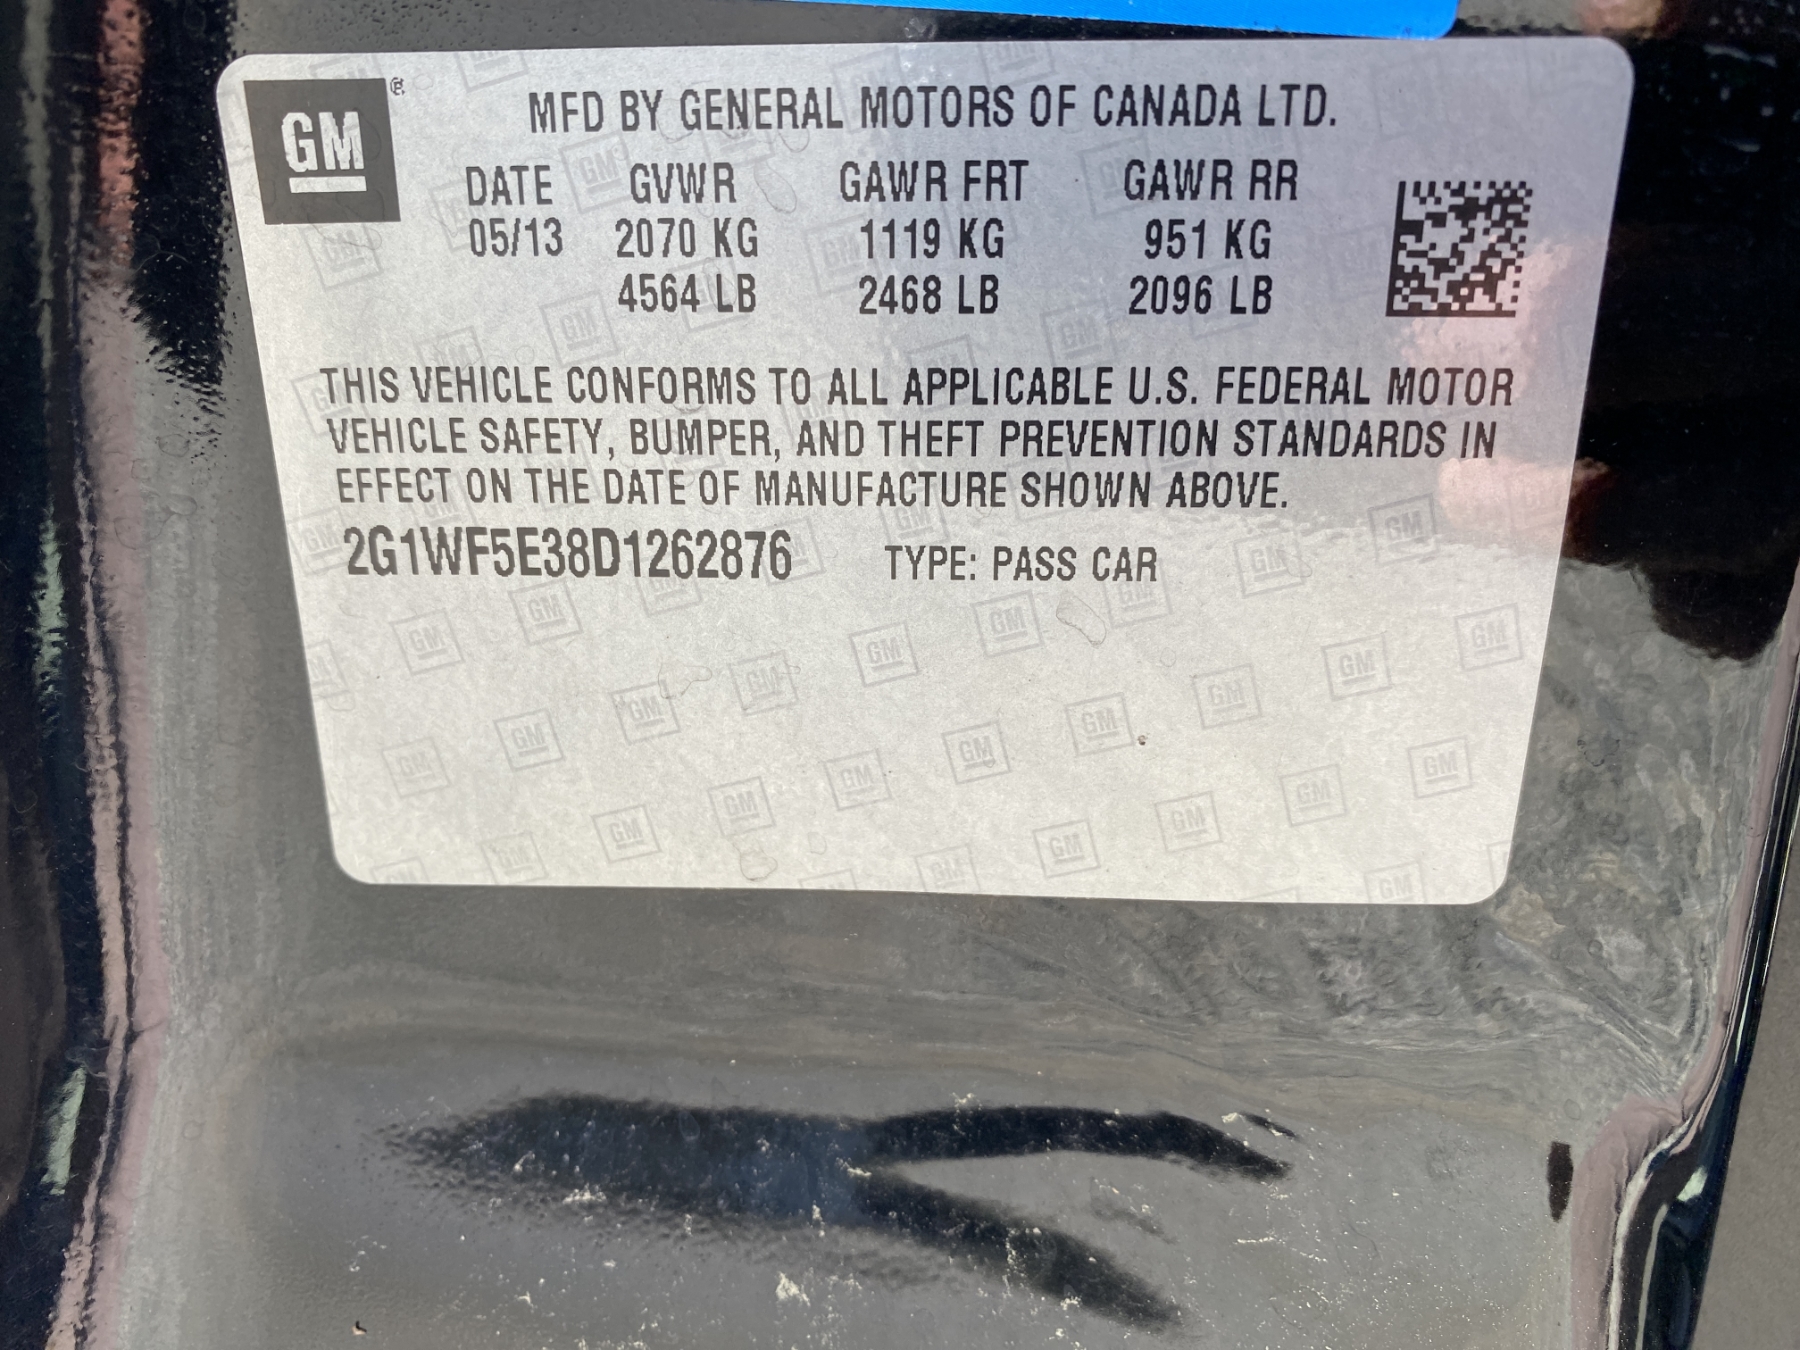 GM ®
MFD BY GENERAL MOTORS OF CANADA LTD.
DATE GVWR GAWR FRT GAWR RR
05/13 2070 KG 1119 KG 951 KG
4564 LB 2468 LB 2096 LB
THIS VEHICLE CONFORMS TO ALL APPLICABLE U.S. FEDERAL MOTOR
VEHICLE SAFETY, BUMPER, AND THEFT PREVENTION STANDARDS IN
EFFECT ON THE DATE OF MANUFACTURE SHOWN ABOVE.
2G1WF5E38D1262876 TYPE: PASS CAR